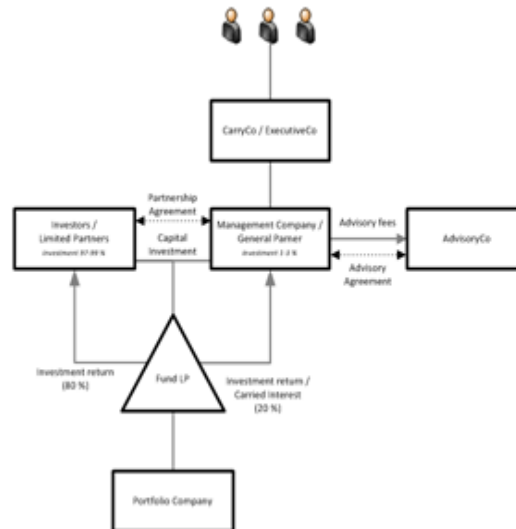 CarryCo / ExecutiveCo
Partnership
Agreement
Investors /
Limited Partners
Investment 97-99 %
Capital
Investment
Management Company /
General Parner
Investment 1-3 %
Advisory fees
Advisory
Agreement
AdvisoryCo
Investment return
(80 %)
Fund LP
Investment return /
Carried Interest
(20 %)
Portfolio Company